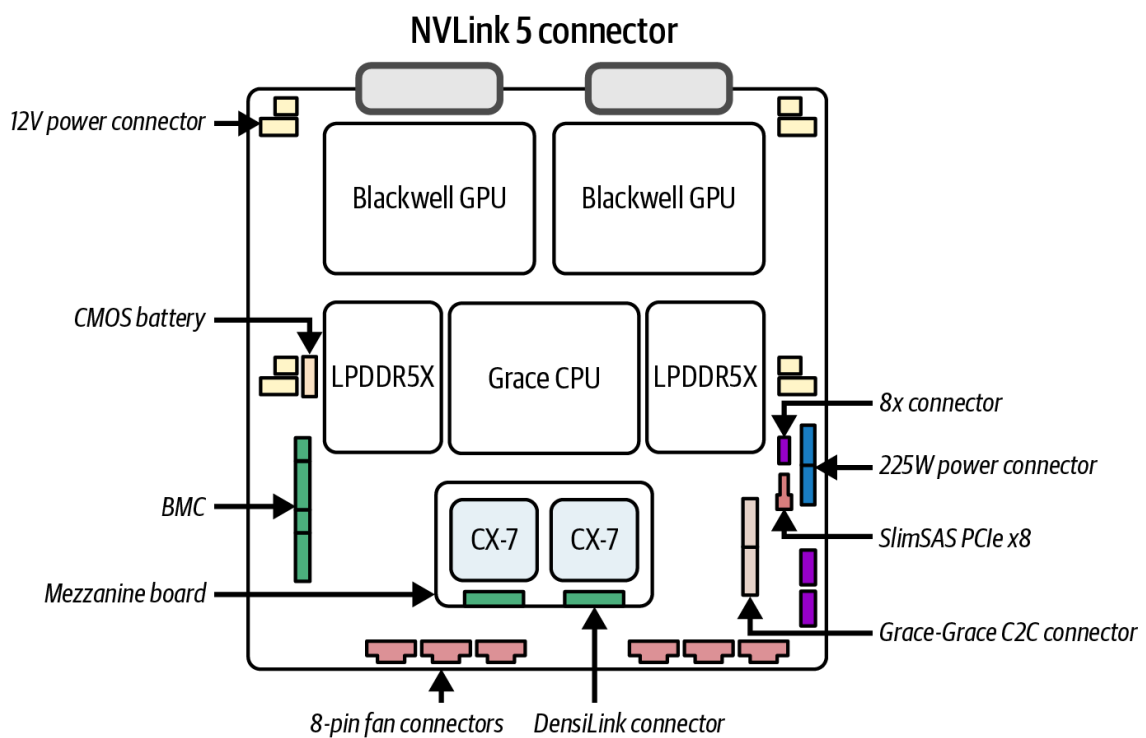 NVLink 5 connector
12V power connector
Blackwell GPU
Blackwell GPU
CMOS battery
LPDDR5X
Grace CPU
LPDDR5X
8x connector
225W power connector
BMC
CX-7
CX-7
SlimSAS PCIe x8
Mezzanine board
Grace-Grace C2C connector
8-pin fan connectors
DensiLink connector